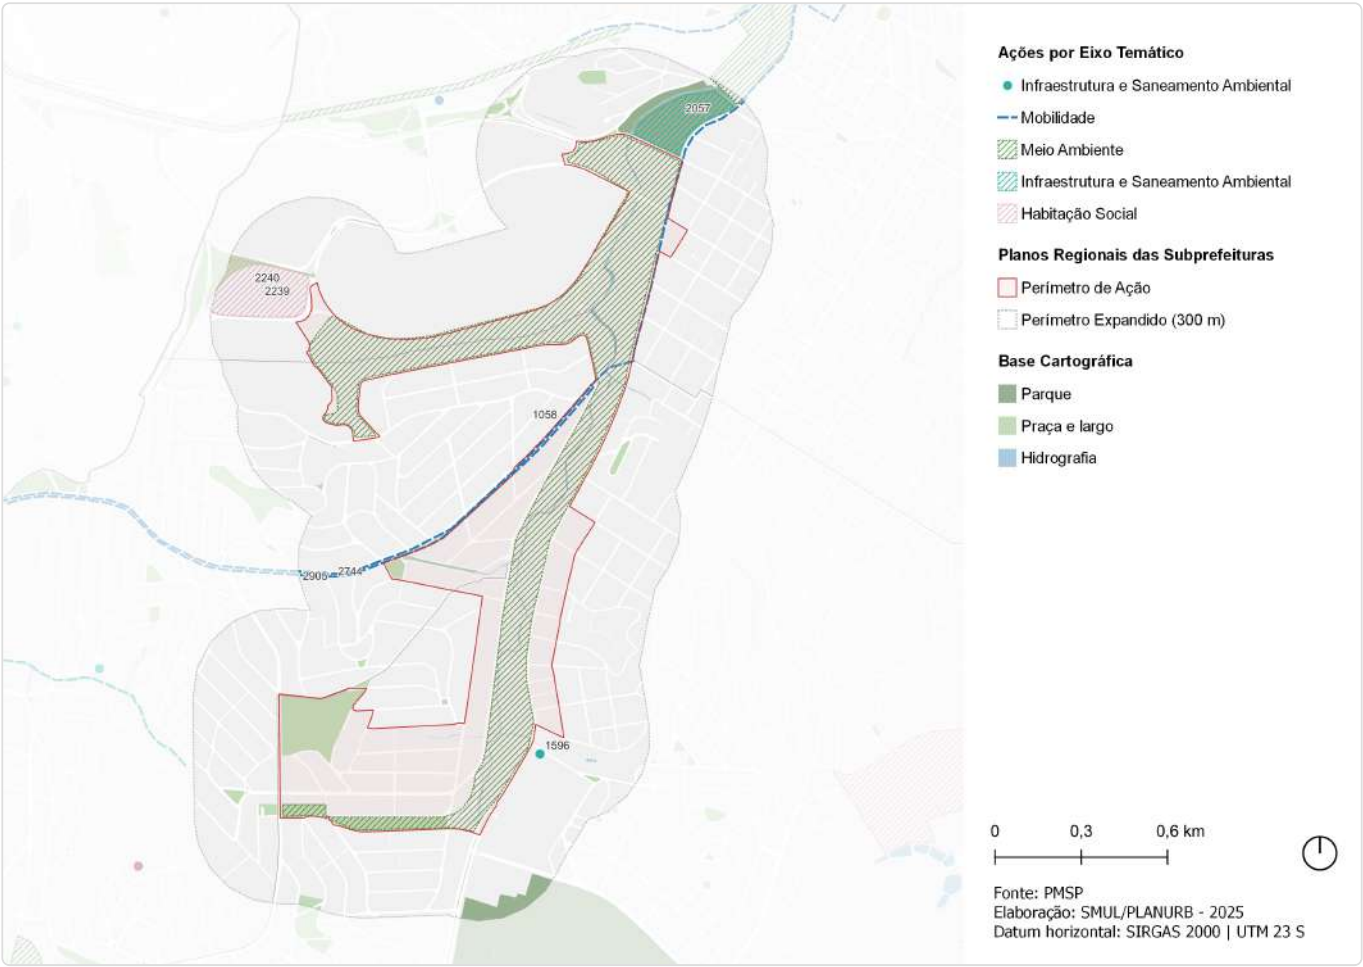 2057
2240
2239
1058
2905
2744
1596
Ações por Eixo Temático
Infraestrutura e Saneamento Ambiental
Mobilidade
Meio Ambiente
Infraestrutura e Saneamento Ambiental
Habitação Social
Planos Regionais das Subprefeituras
Perímetro de Ação
Perímetro Expandido (300 m)
Base Cartográfica
Parque
Praça e largo
Hidrografia
0 0,3 0,6 km
Fonte: PMSP
Elaboração: SMUL/PLANURB - 2025
Datum horizontal: SIRGAS 2000 | UTM 23 S